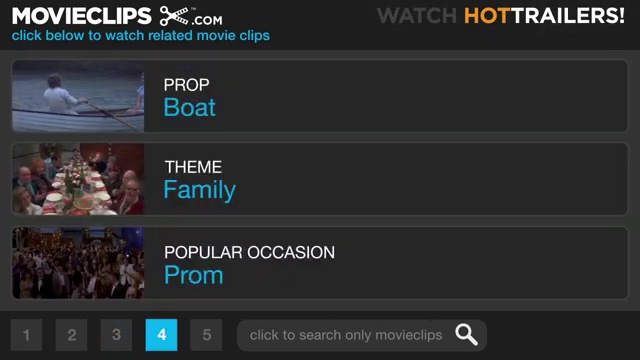 MOVIECLIPS.COM™
WATCH HOTTRAILERS!
click below to watch related movie clips
PROP
Boat
THEME
Family
POPULAR OCCASION
Prom
1 2 3 4 5
click to search only movieclips